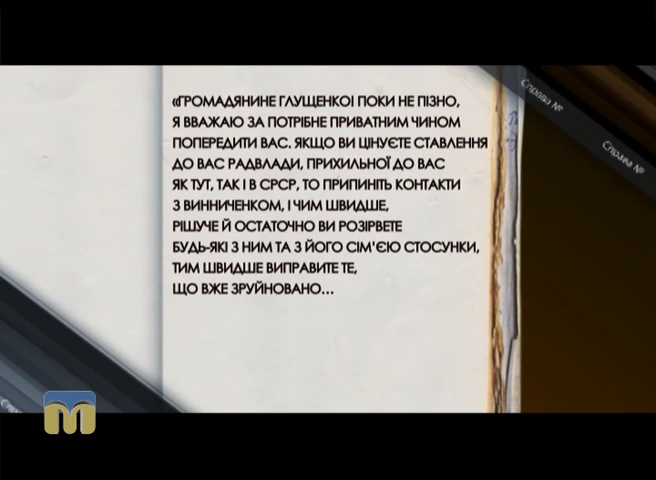 «ГРОМАДЯНИНЕ ГЛУЩЕНКО! ПОКИ НЕ ПІЗНО,
Я ВВАЖАЮ ЗА ПОТРІБНЕ ПРИВАТНИМ ЧИНОМ
ПОПЕРЕДИТИ ВАС. ЯКЩО ВИ ЦІНУЄТЕ СТАВЛЕННЯ
ДО ВАС РАДВЛАДИ, ПРИХИЛЬНОЇ ДО ВАС
ЯК ТУТ, ТАК І В СРСР, ТО ПРИПИНІТЬ КОНТАКТИ
З ВИННИЧЕНКОМ, І ЧИМ ШВИДШЕ,
РІШУЧЕ Й ОСТАТОЧНО ВИ РОЗІРВЕТЕ
БУДЬ-ЯКІ З НИМ ТА З ЙОГО СІМ'ЄЮ СТОСУНКИ,
ТИМ ШВИДШЕ ВИПРАВИТЕ ТЕ,
ЩО ВЖЕ ЗРУЙНОВАНО...
Справа №
Справа №